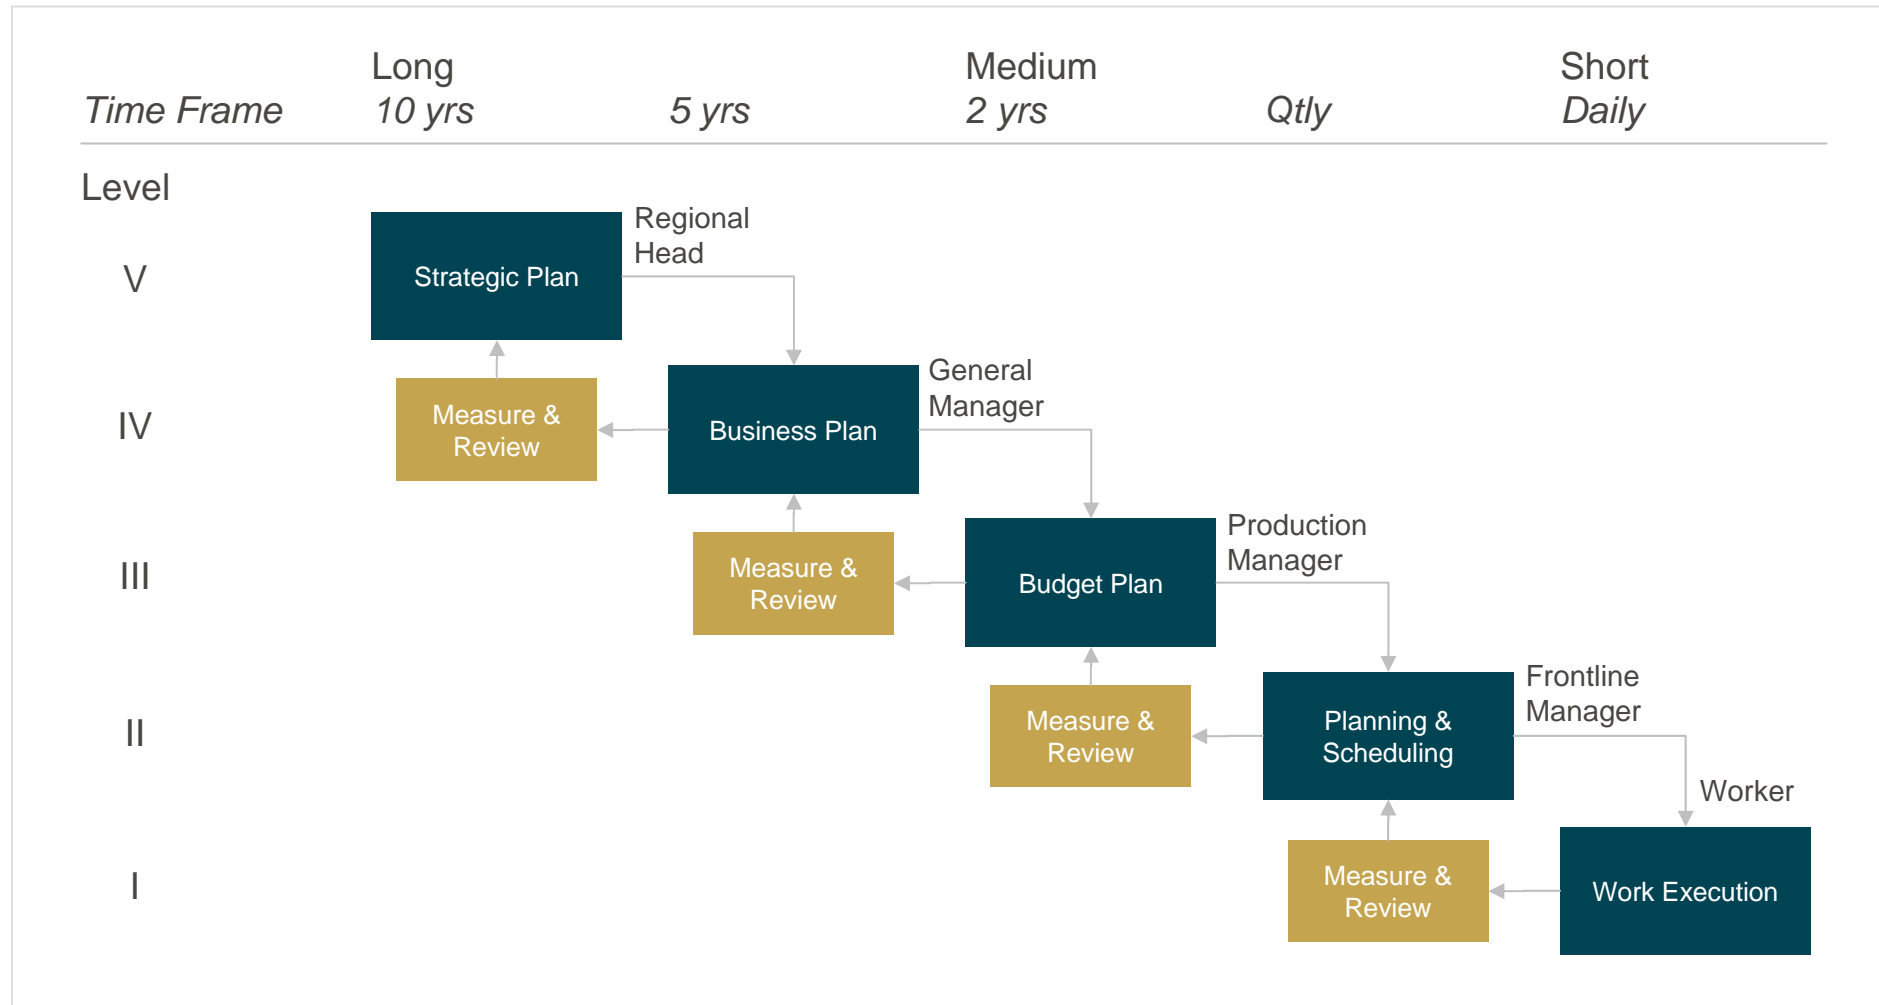 Long Medium Short
Time Frame 10 yrs 5 yrs 2 yrs Qtly Daily
Level
Regional
Head
V
Strategic Plan
General
Manager
IV
Measure &
Review
Business Plan
Production
Manager
III
Measure &
Review
Budget Plan
Frontline
Manager
II
Measure &
Review
Planning &
Scheduling
Worker
I
Measure &
Review
Work Execution